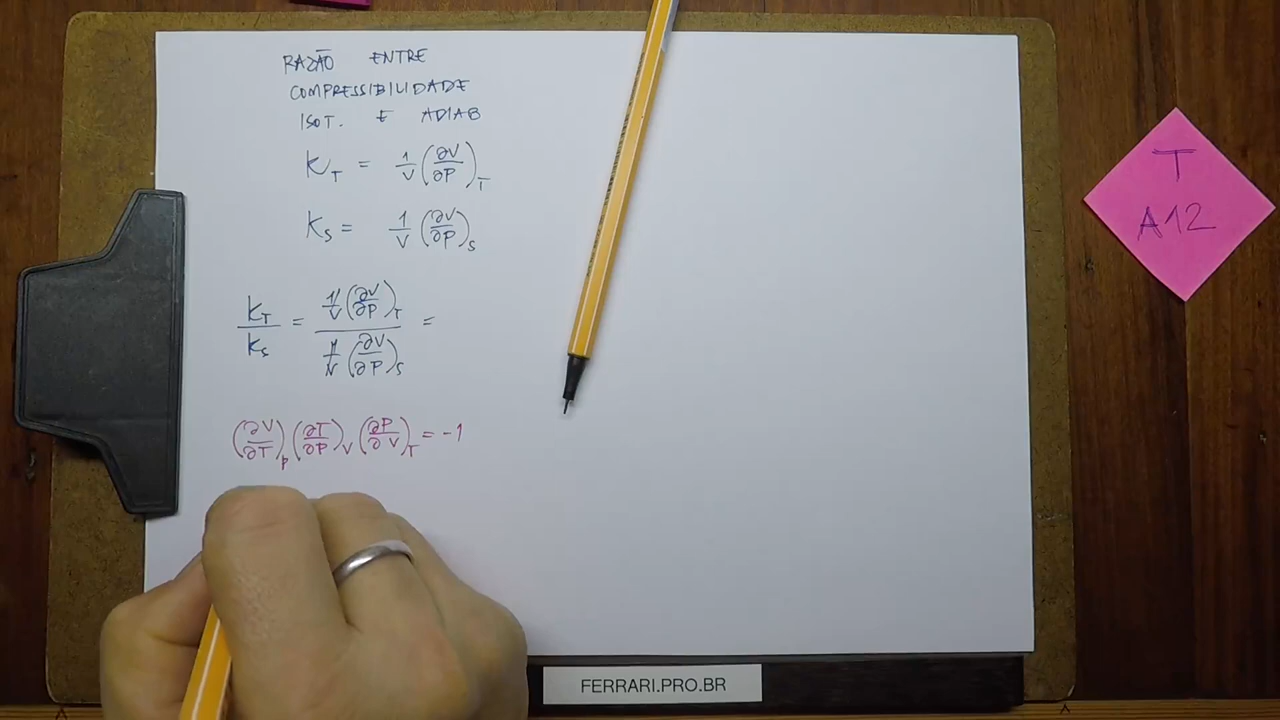 RAZÃO ENTRE
COMPRESSIBILIDADE
ISOT. E ADIAB
K_T = 1/V (∂V/∂P)_T
K_S = 1/V (∂V/∂P)_S
K_T/K_S = 1/V (∂V/∂P)_T / 1/V (∂V/∂P)_S =
(∂V/∂T)_P (∂T/∂P)_V (∂P/∂V)_T = -1
T
A12
FERRARI.PRO.BR